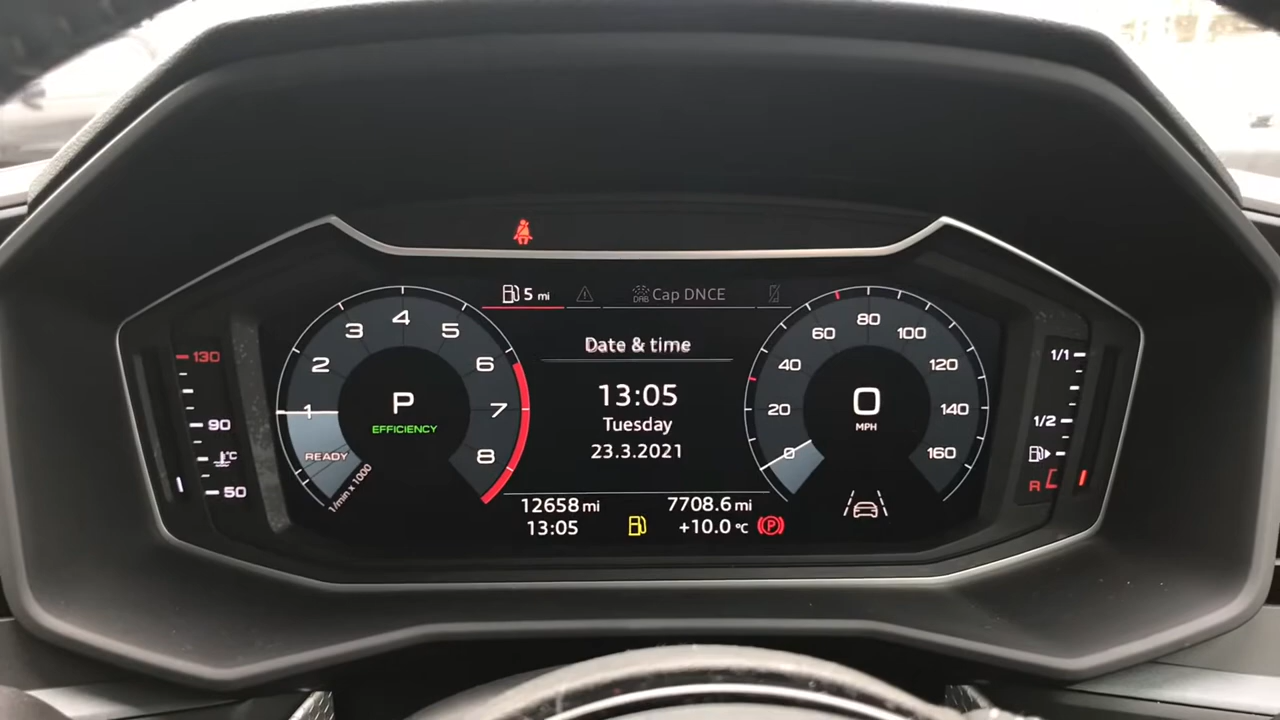 5 mi
DAB Cap DNCE
Date & time
13:05
Tuesday
23.3.2021
12658 mi
7708.6 mi
13:05
+10.0 °C
P
1
2
3
4
5
6
7
8
P
EFFICIENCY
READY
1/min x 1000
0
20
40
60
80
100
120
140
160
0
MPH
130
90
°C
50
1/1
1/2
R